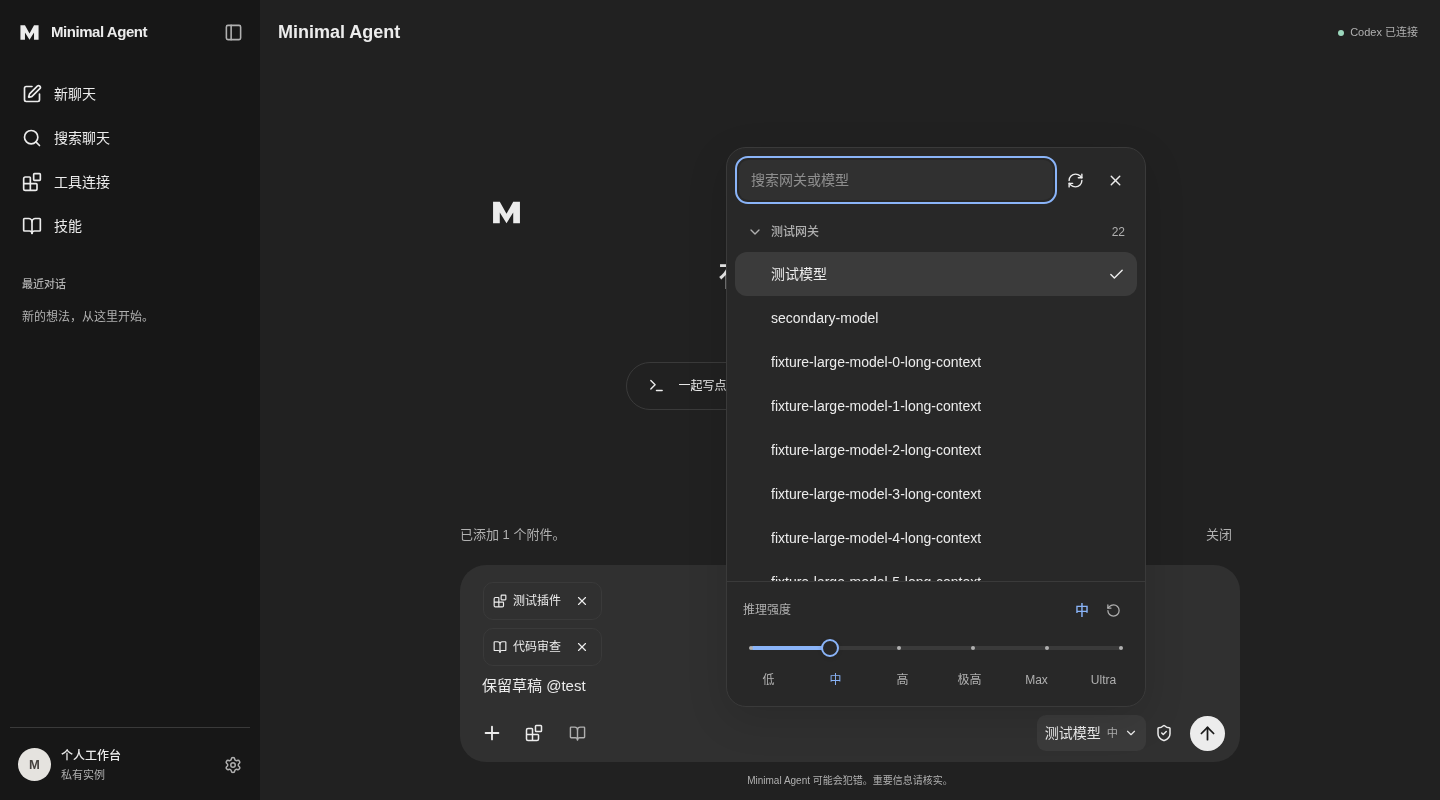 Minimal Agent
新聊天
搜索聊天
工具连接
技能
最近对话
新的想法，从这里开始。
M
个人工作台
私有实例
Minimal Agent
Codex 已连接
一起写点
已添加 1 个附件。
关闭
测试插件
代码审查
保留草稿 @test
搜索网关或模型
测试网关 22
测试模型
secondary-model
fixture-large-model-0-long-context
fixture-large-model-1-long-context
fixture-large-model-2-long-context
fixture-large-model-3-long-context
fixture-large-model-4-long-context
fixture-large-model-5-long-context
推理强度 中
低 中 高 极高 Max Ultra
测试模型 中
Minimal Agent 可能会犯错。重要信息请核实。